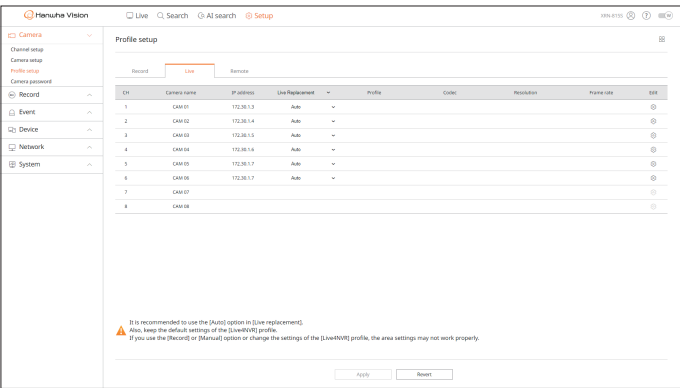 Hanwha Vision
Live Search AI search Setup
XRN-819S
Camera
Channel setup
Camera setup
Profile setup
Camera password
Record
Event
Device
Network
System
Profile setup
Record Live Remote
CH Camera name IP address Live Replacement Profile Codec Resolution Frame rate Edit
1 CAM 01 172.30.1.3 Auto
2 CAM 02 172.30.1.4 Auto
3 CAM 03 172.30.1.5 Auto
4 CAM 04 172.30.1.6 Auto
5 CAM 05 172.30.1.7 Auto
6 CAM 06 172.30.1.7 Auto
7 CAM 07
8 CAM 08
It is recommended to use the [Auto] option in [Live replacement].
Also, keep the default settings of the [Live4NVR] profile.
If you use the [Record] or [Manual] option or change the settings of the [Live4NVR] profile, the area settings may not work properly.
Apply Revert